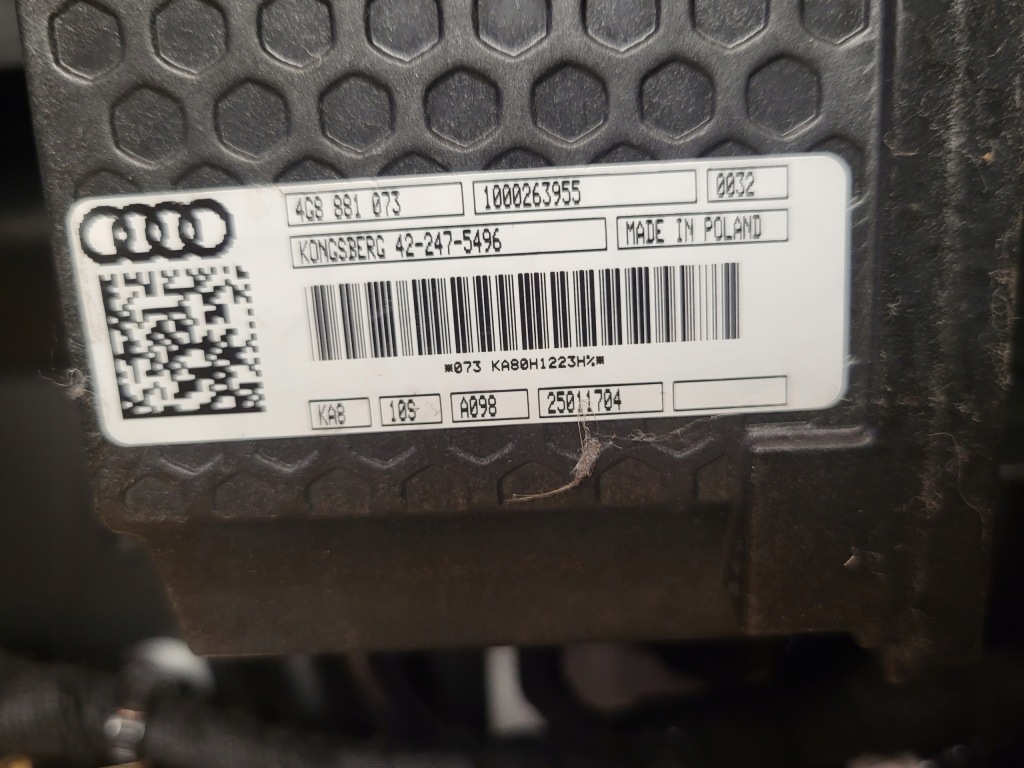 4G8 881 073 1000263955 0032
KONGSBERG 42-247-5496 MADE IN POLAND
*073 KA80H1223H%*
KA8 10S A098 25011704